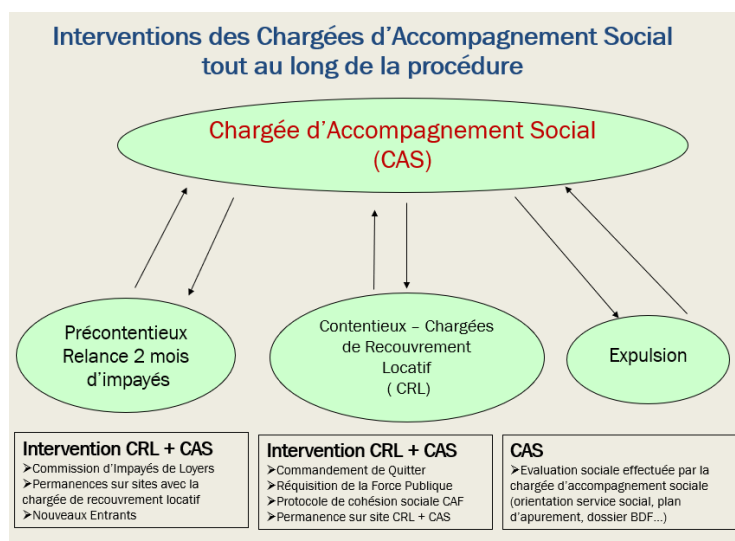 Interventions des Chargées d'Accompagnement Social
tout au long de la procédure
Chargée d'Accompagnement Social
(CAS)
Précontentieux
Relance 2 mois
d'impayés
Contentieux – Chargées
de Recouvrement
Locatif
( CRL)
Expulsion
Intervention CRL + CAS
➢Commission d'Impayés de Loyers
➢Permanences sur sites avec la
chargée de recouvrement locatif
➢Nouveaux Entrants
Intervention CRL + CAS
➢Commandement de Quitter
➢Réquisition de la Force Publique
➢Protocole de cohésion sociale CAF
➢Permanence sur site CRL + CAS
CAS
➢Evaluation sociale effectuée par la
chargée d'accompagnement sociale
(orientation service social, plan
d'apurement, dossier BDF...)